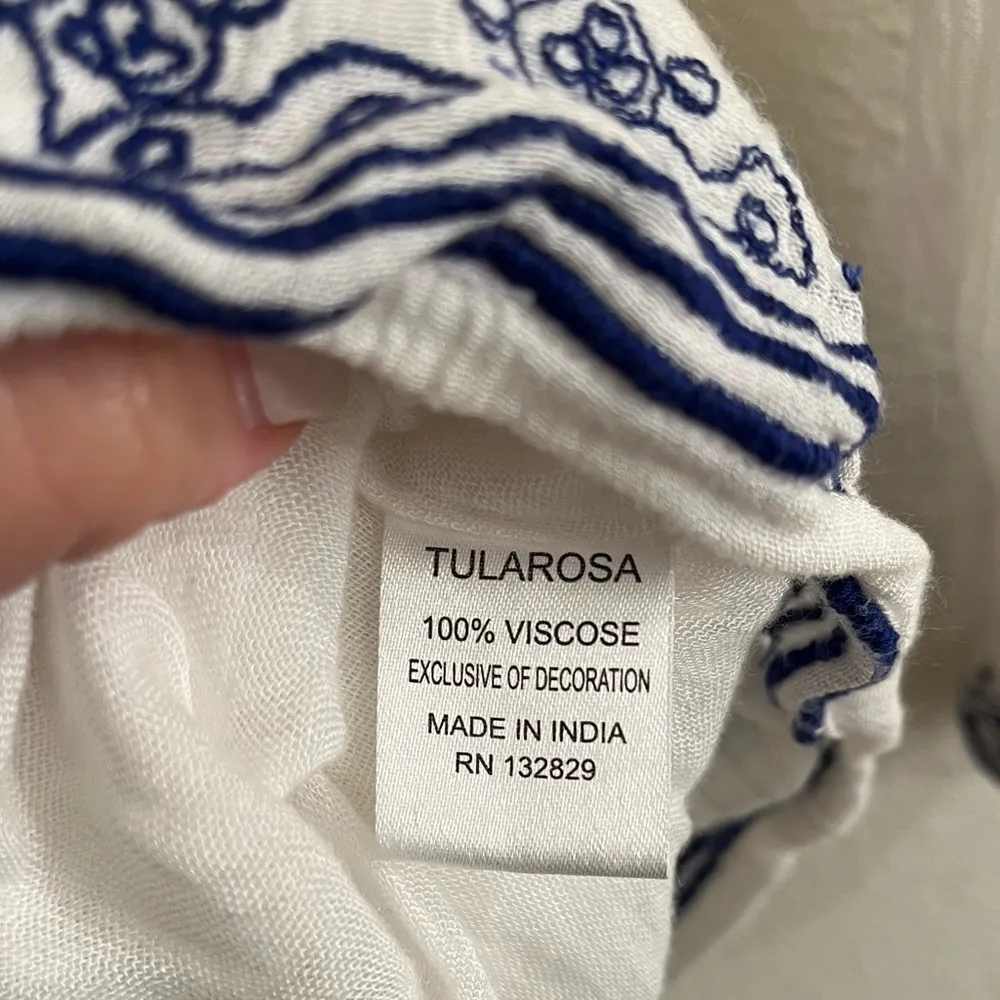 TULAROSA
100% VISCOSE
EXCLUSIVE OF DECORATION
MADE IN INDIA
RN 132829